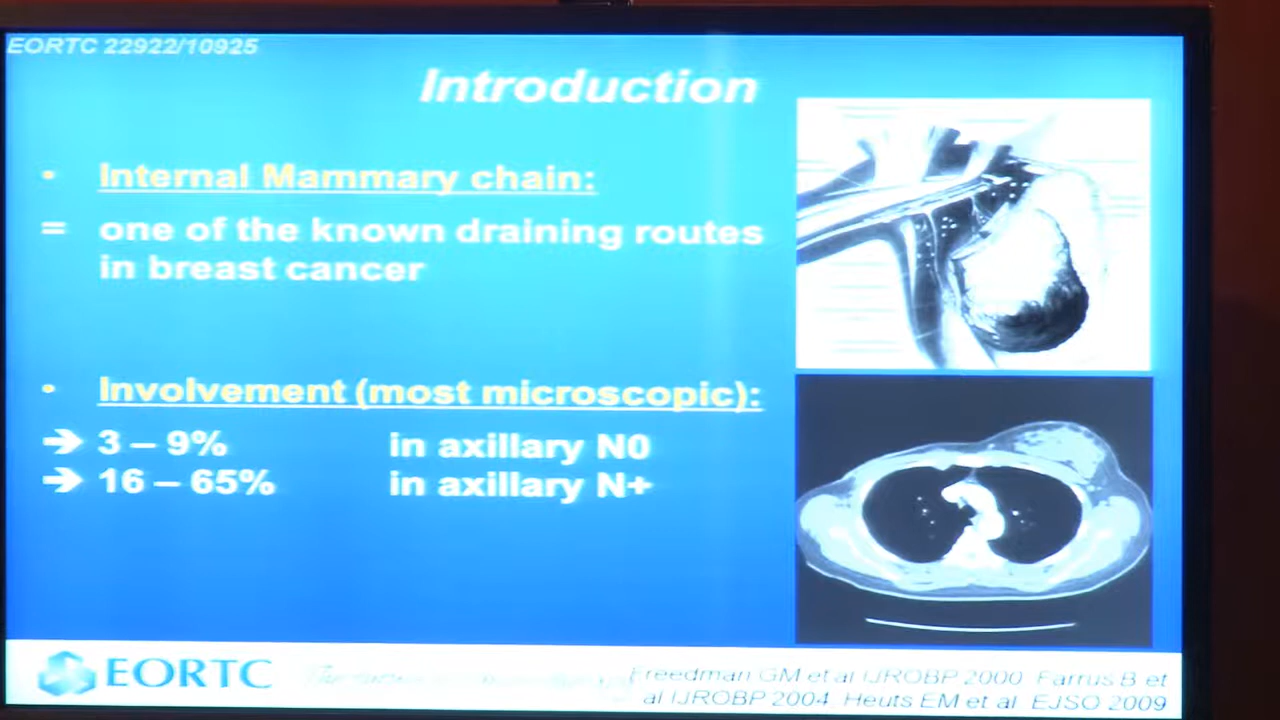 EORTC 22922/10925
Introduction
• Internal Mammary chain:
= one of the known draining routes
in breast cancer
• Involvement (most microscopic):
➔ 3 – 9% in axillary N0
➔ 16 – 65% in axillary N+
EORTC
Freedman GM et al IJROBP 2000 Farrus B et
al IJROBP 2004 Heuts EM et al EJSO 2009